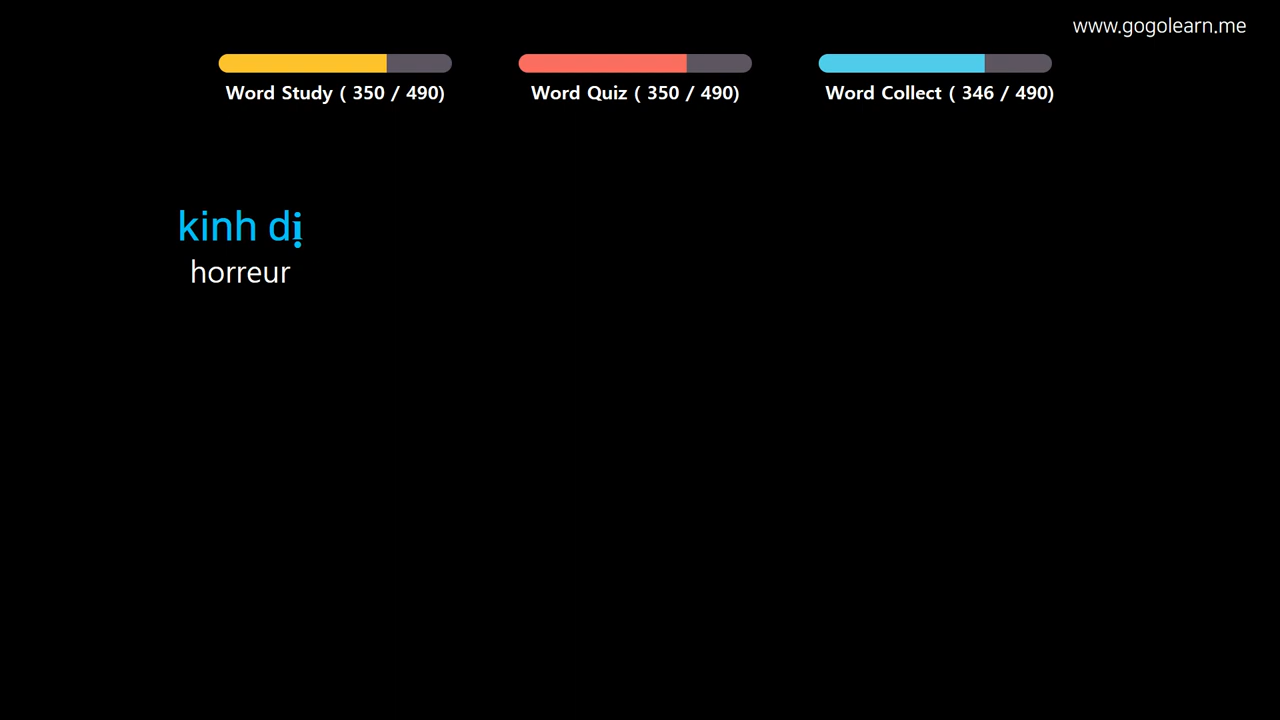 www.gogolearn.me
Word Study ( 350 / 490)
Word Quiz ( 350 / 490)
Word Collect ( 346 / 490)
kinh dị
horreur